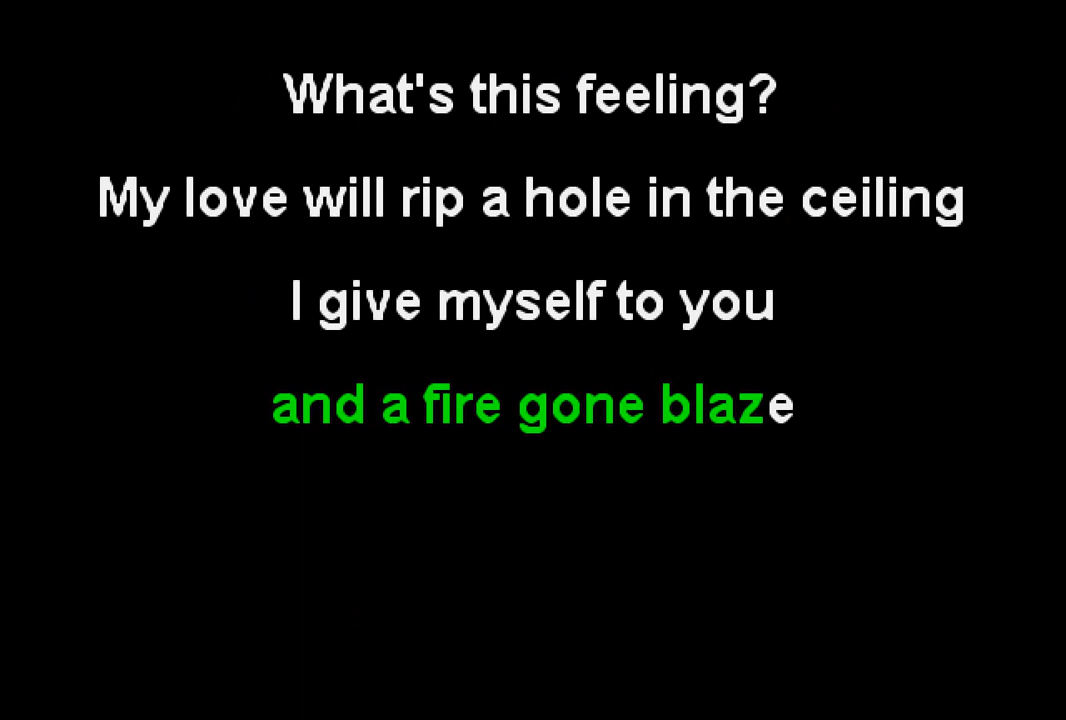 What's this feeling?
My love will rip a hole in the ceiling
I give myself to you
and a fire gone blaze